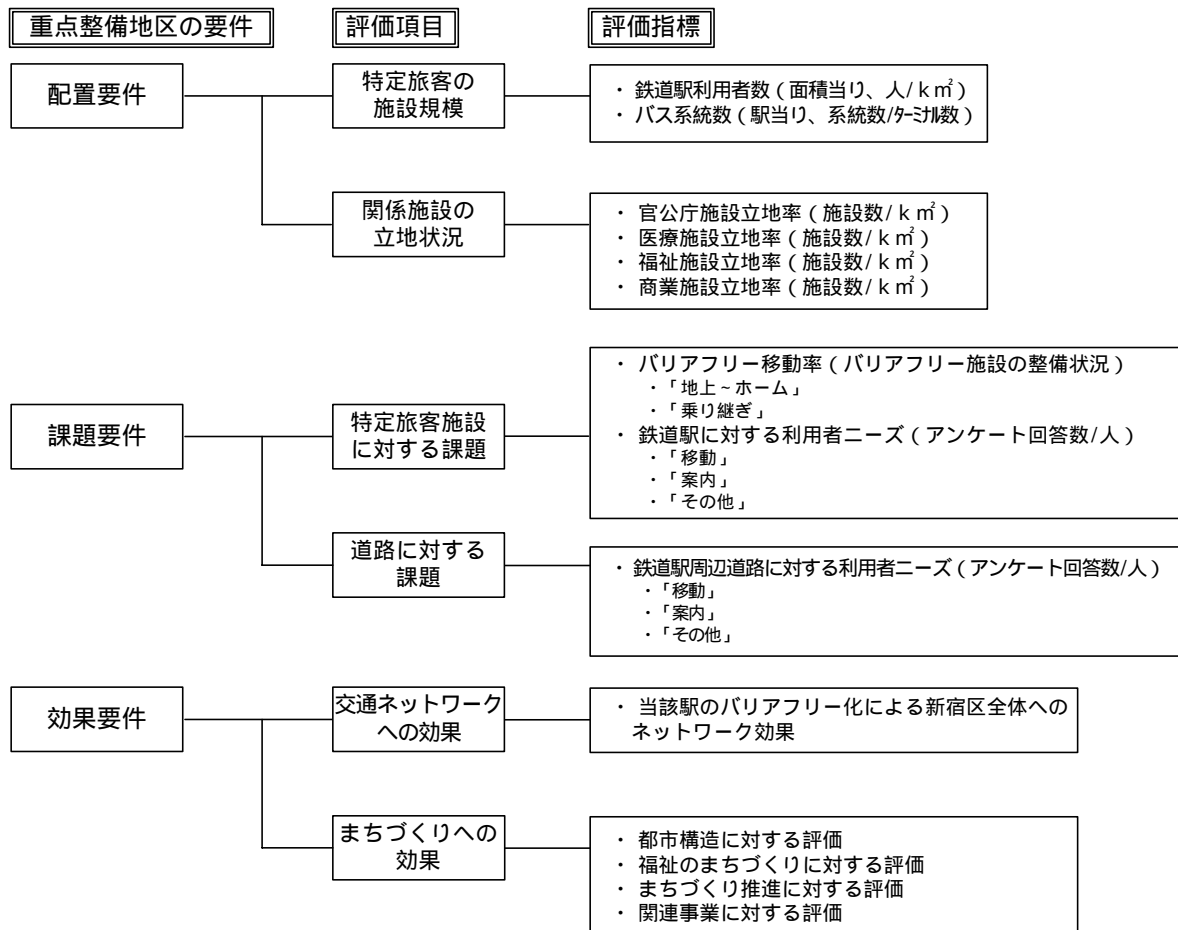 重点整備地区の要件
評価項目
評価指標
配置要件
特定旅客の
施設規模
・ 鉄道駅利用者数（面積当り、人/ｋ㎡）
・ バス系統数（駅当り、系統数/ﾀｰﾐﾅﾙ数）
関係施設の
立地状況
・ 官公庁施設立地率（施設数/ｋ㎡）
・ 医療施設立地率（施設数/ｋ㎡）
・ 福祉施設立地率（施設数/ｋ㎡）
・ 商業施設立地率（施設数/ｋ㎡）
課題要件
特定旅客施設
に対する課題
・ バリアフリー移動率（バリアフリー施設の整備状況）
・「地上～ホーム」
・「乗り継ぎ」
・ 鉄道駅に対する利用者ニーズ（アンケート回答数/人）
・「移動」
・「案内」
・「その他」
道路に対する
課題
・ 鉄道駅周辺道路に対する利用者ニーズ（アンケート回答数/人）
・「移動」
・「案内」
・「その他」
効果要件
交通ネットワーク
への効果
・ 当該駅のバリアフリー化による新宿区全体への
ネットワーク効果
まちづくりへの
効果
・ 都市構造に対する評価
・ 福祉のまちづくりに対する評価
・ まちづくり推進に対する評価
・ 関連事業に対する評価